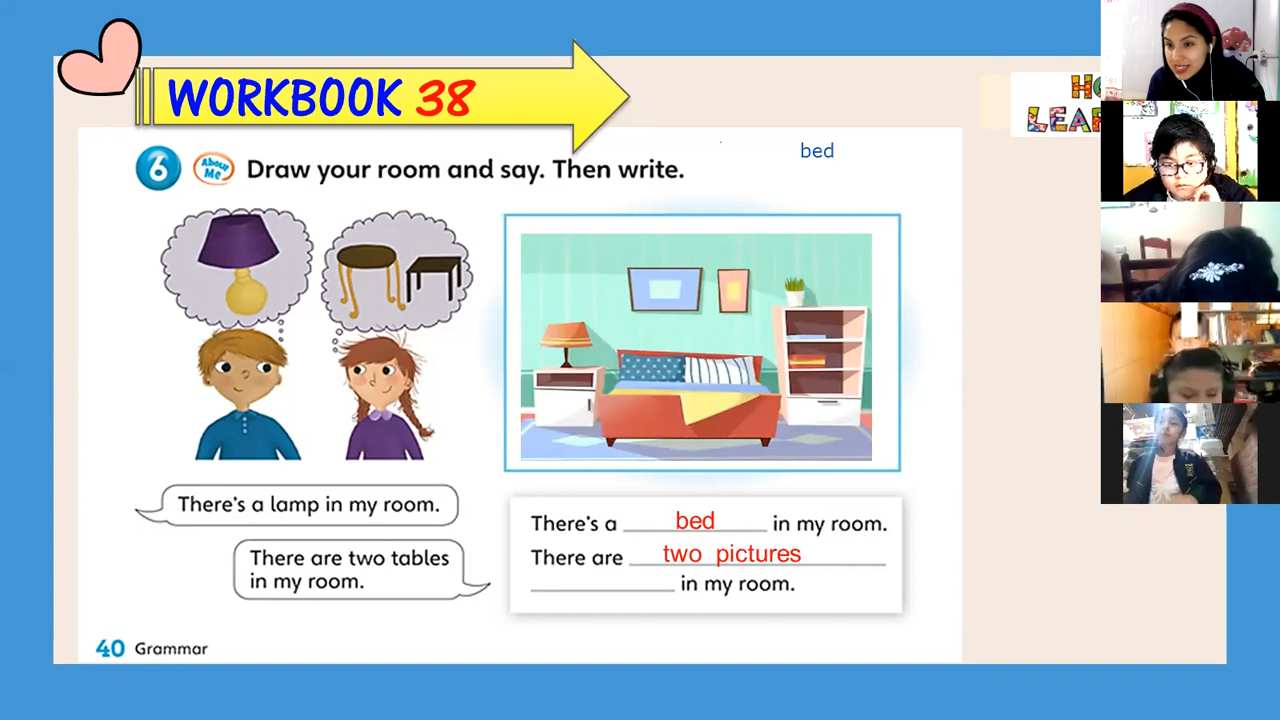 WORKBOOK 38
bed
6 About Me Draw your room and say. Then write.
There's a lamp in my room.
There are two tables
in my room.
There's a bed in my room.
There are two pictures
in my room.
40 Grammar